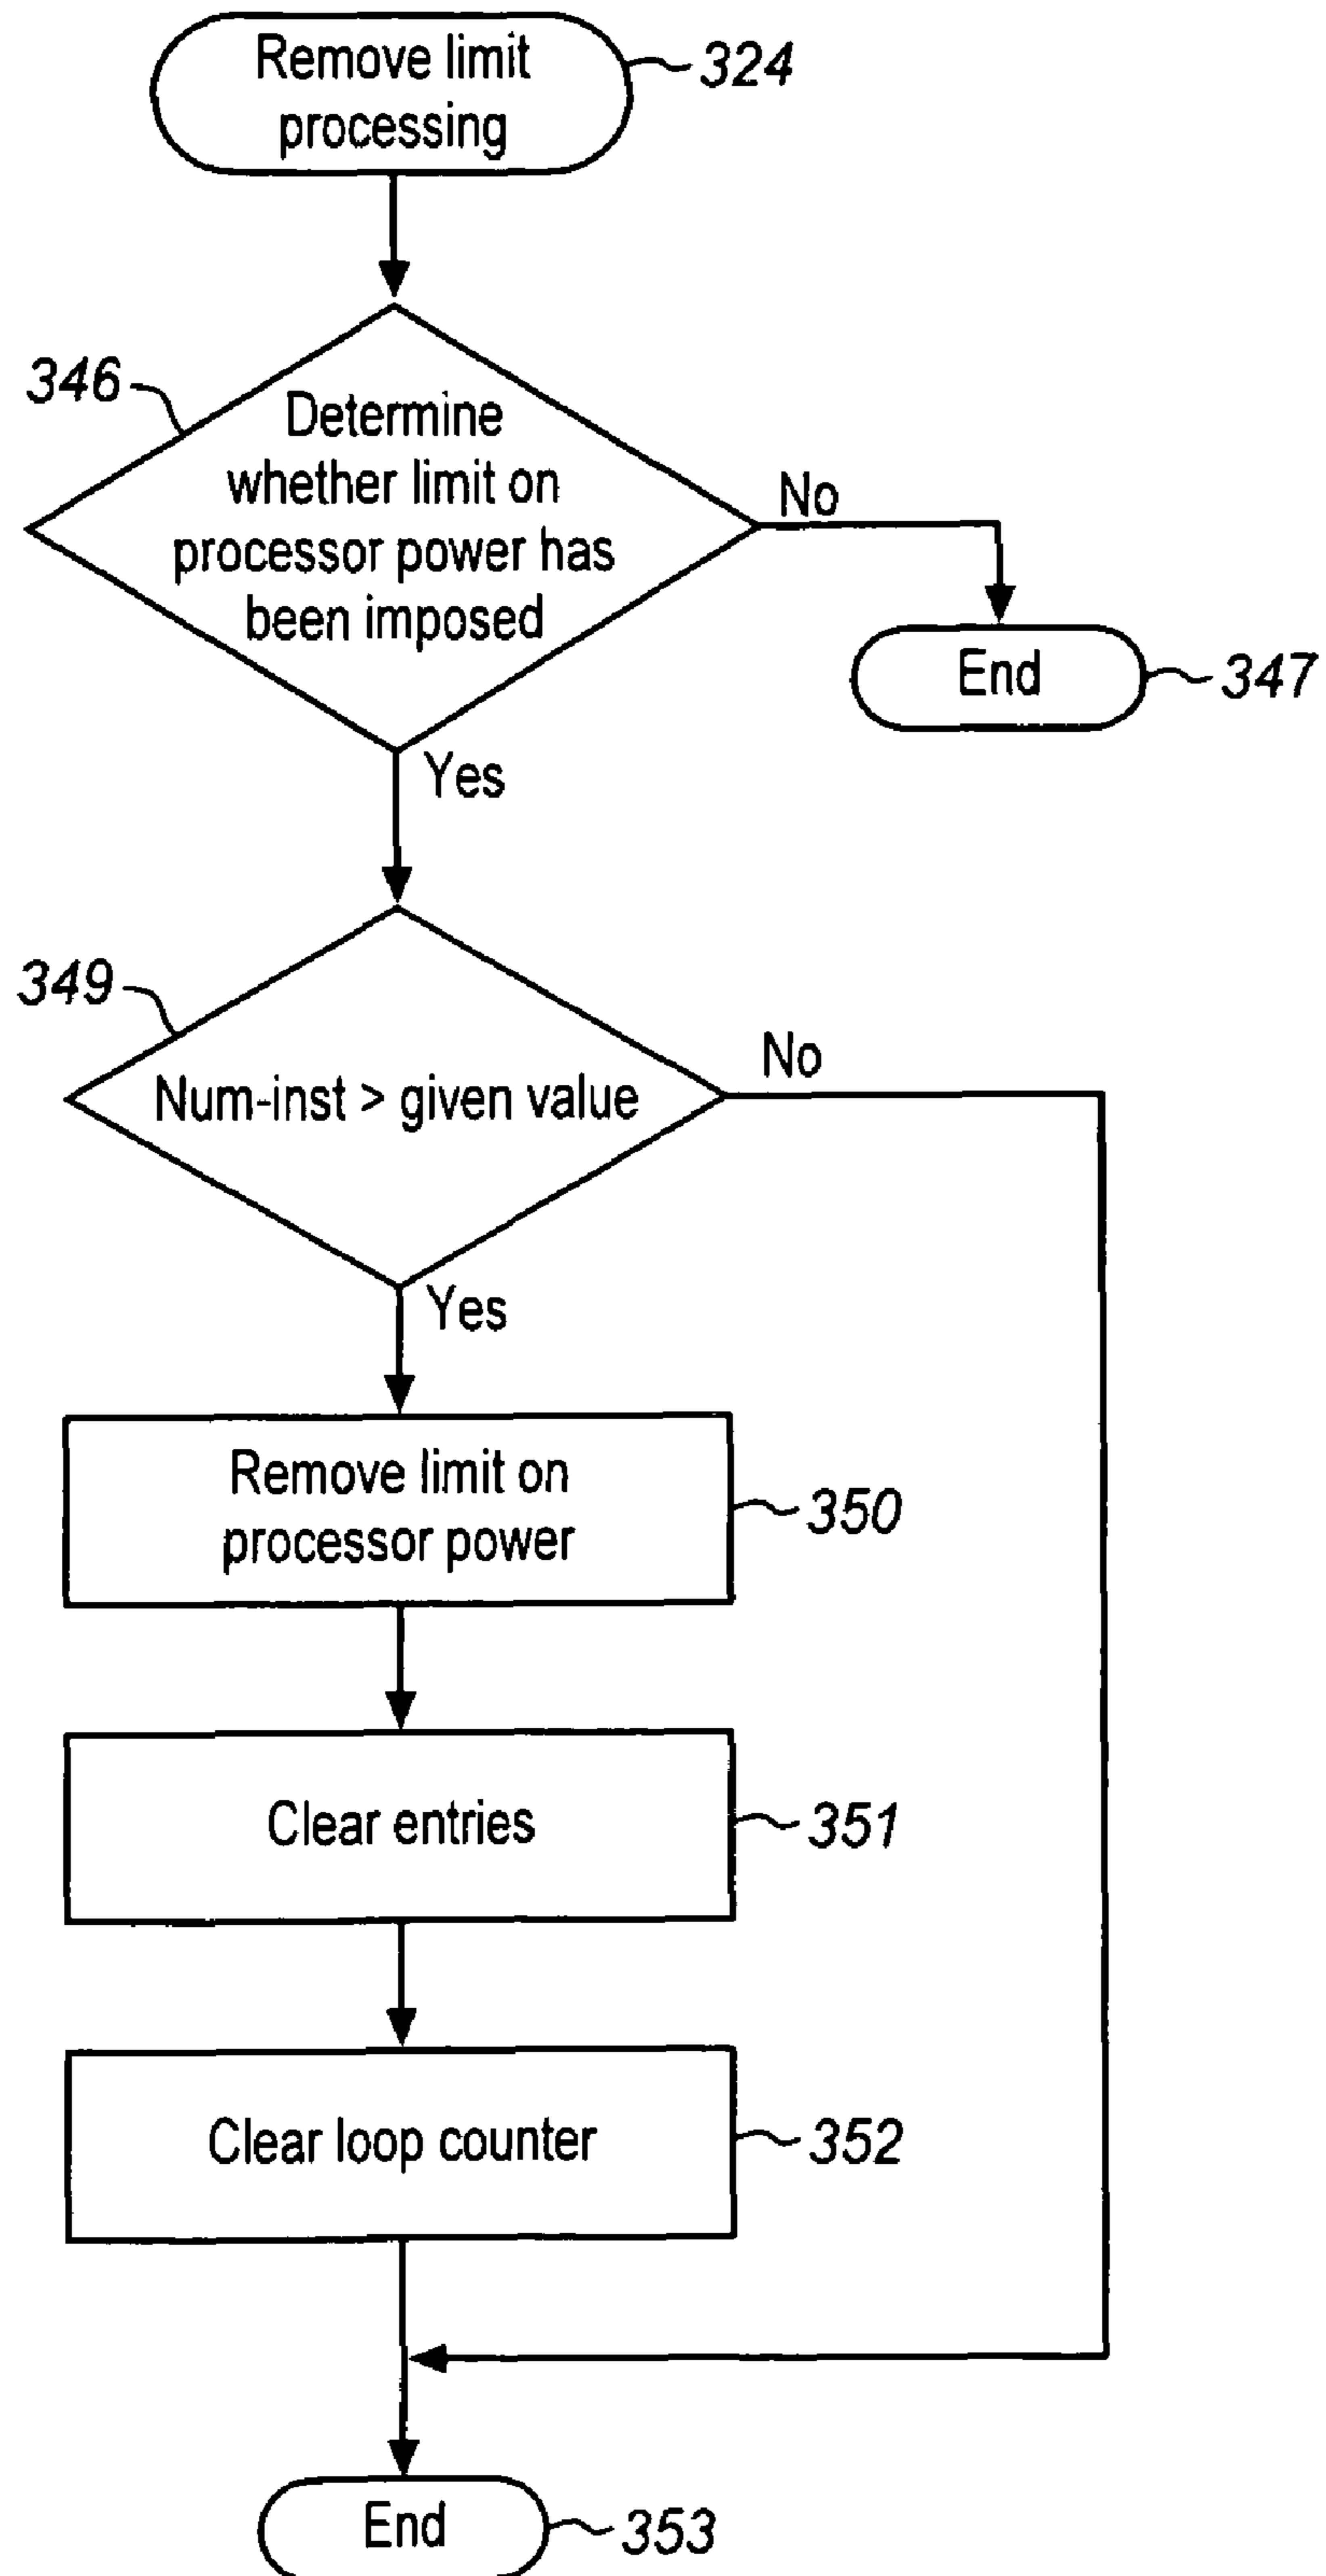 Remove limit
processing
324
346
Determine
whether limit on
processor power has
been imposed
No
End
347
Yes
349
Num-inst > given value
No
Yes
Remove limit on
processor power
350
Clear entries
351
Clear loop counter
352
End
353